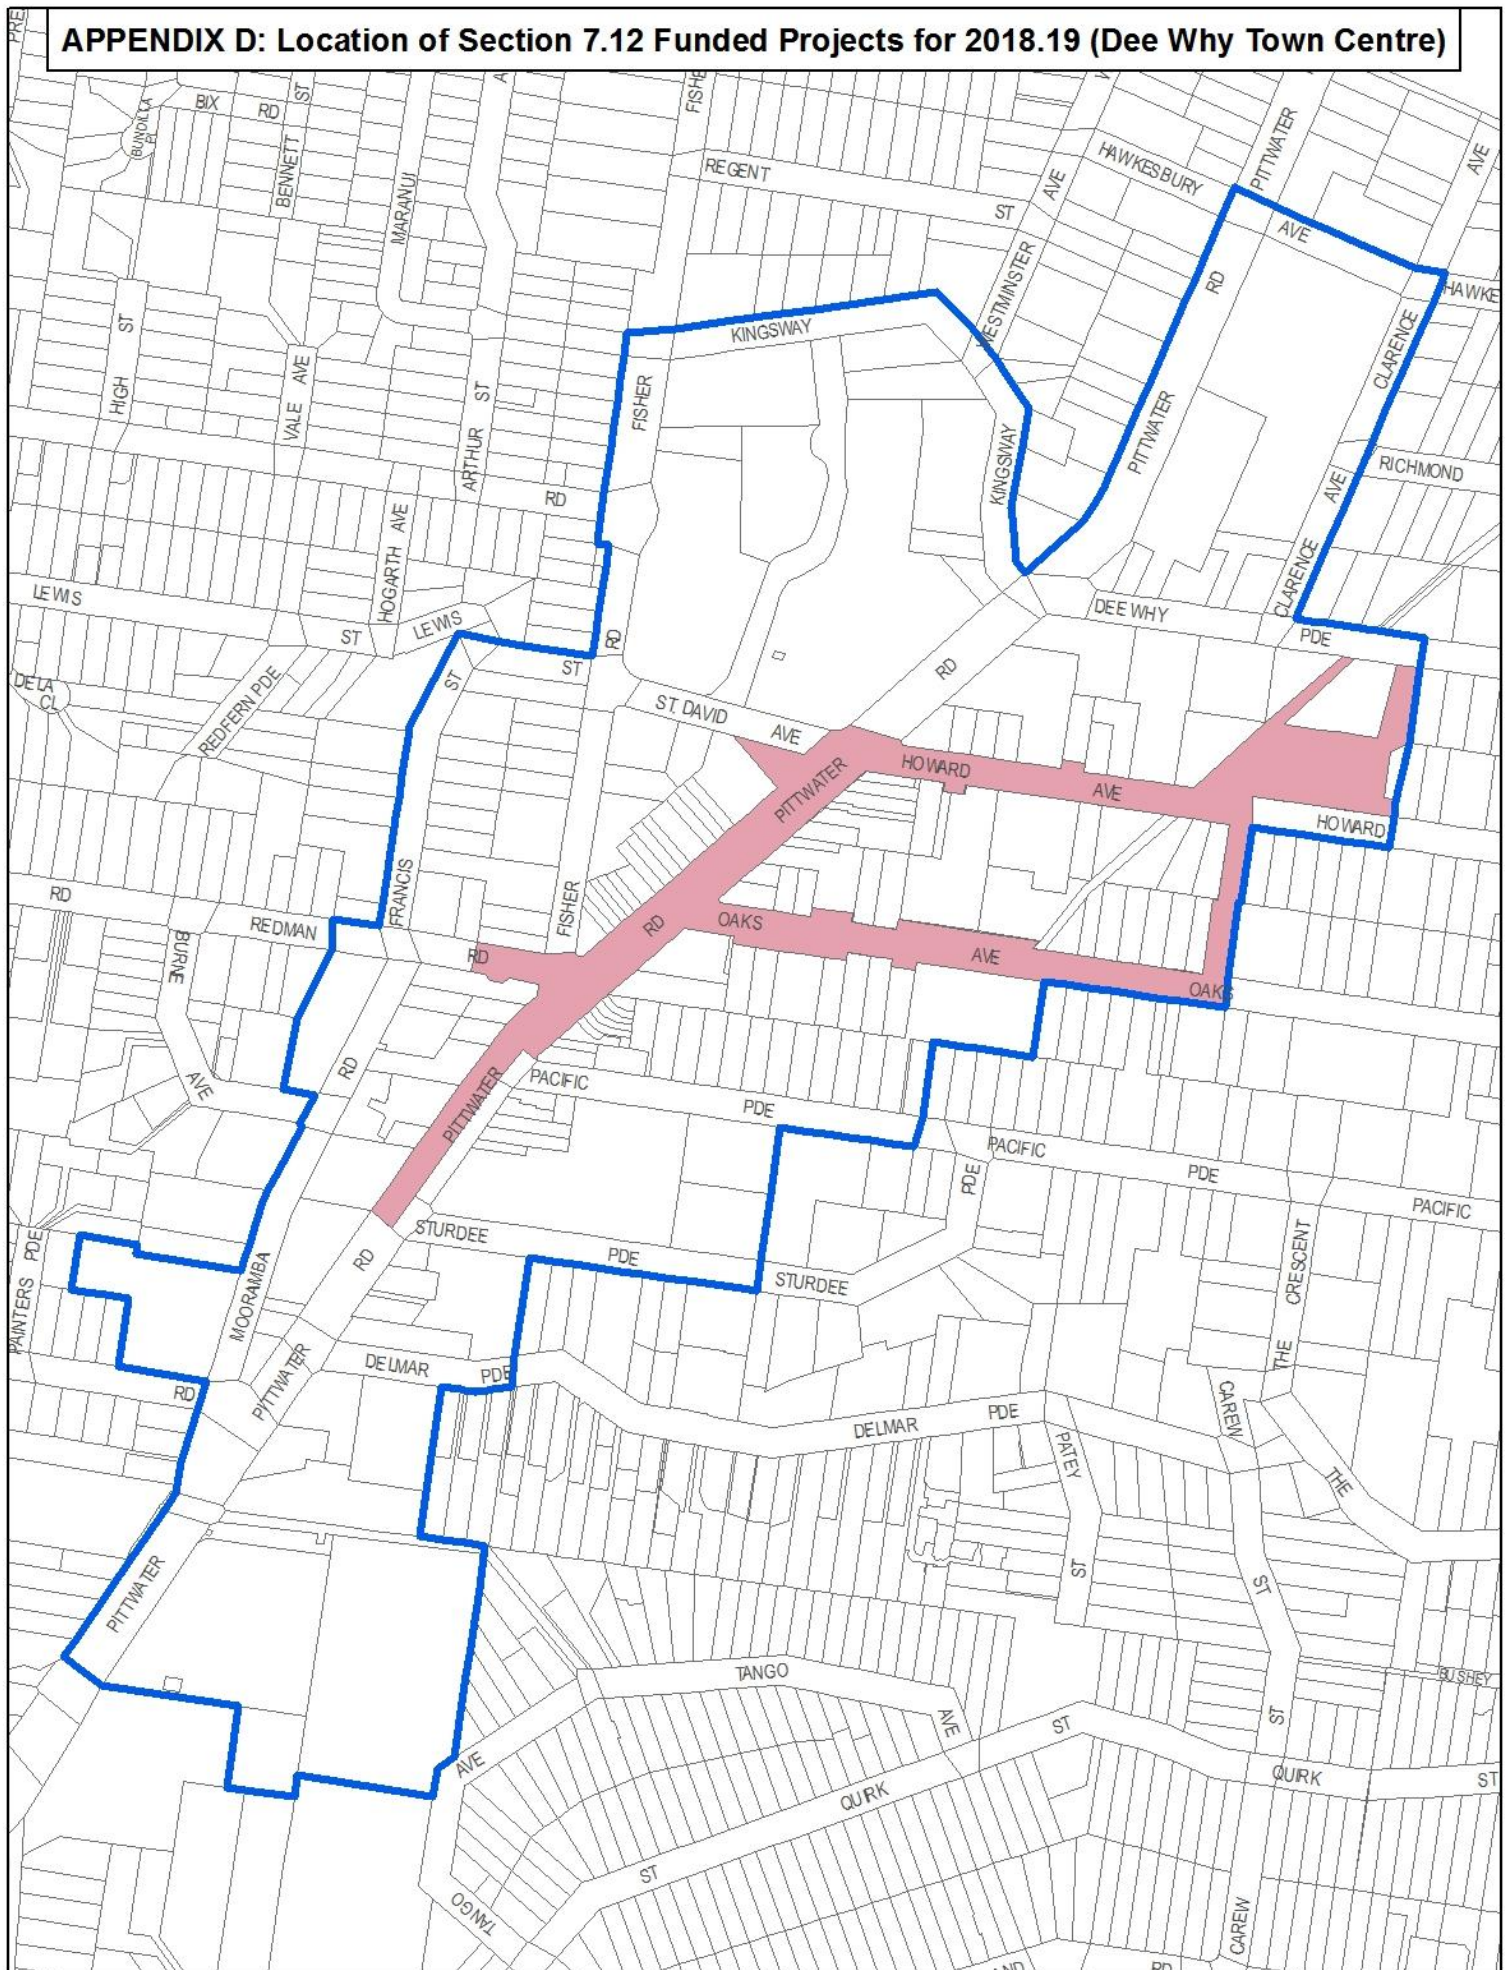 PRE
APPENDIX D: Location of Section 7.12 Funded Projects for 2018.19 (Dee Why Town Centre)
BIX
RD
ST
FISHE
BUNDILLA
PL
BENNETT
PITTWATER
AVE
REGENT
HAWKESBURY
AVE
MARANUI
ST
AVE
WESTMINSTER
RD
HAWKE
HIGH
ST
KINGSWAY
CLARENCE
VALE
AVE
ARTHUR
ST
FISHER
KINGSWAY
PITTWATER
RICHMOND
AVE
RD
HOGARTH
AVE
CLARENCE
LEWIS
ST
LEWIS
RD
DEE WHY
PDE
ST
ST
RD
DELA
CL
REDFERN PDE
ST. DAVID
AVE
HOWARD
AVE
PITTWATER
HOWARD
FRANCIS
FISHER
RD
REDMAN
OAKS
RD
BURNE
AVE
RD
AVE
OAKS
RD
PITTWATER
PACIFIC
PDE
PACIFIC
PDE
PDE
PACIFIC
STURDEE
PDE
STURDEE
RD
PAINTERS
PDE
MOORAMBA
THE
CRESCENT
PITTWATER
DELMAR
PDE
RD
DELMAR
PDE
CAREW
PATEY
THE
ST
ST
PITTWATER
TANGO
AVE
BUSHEY
ST
ST
AVE
QUIRK
QUIRK
ST
ST
TANGO
CAREW
RD